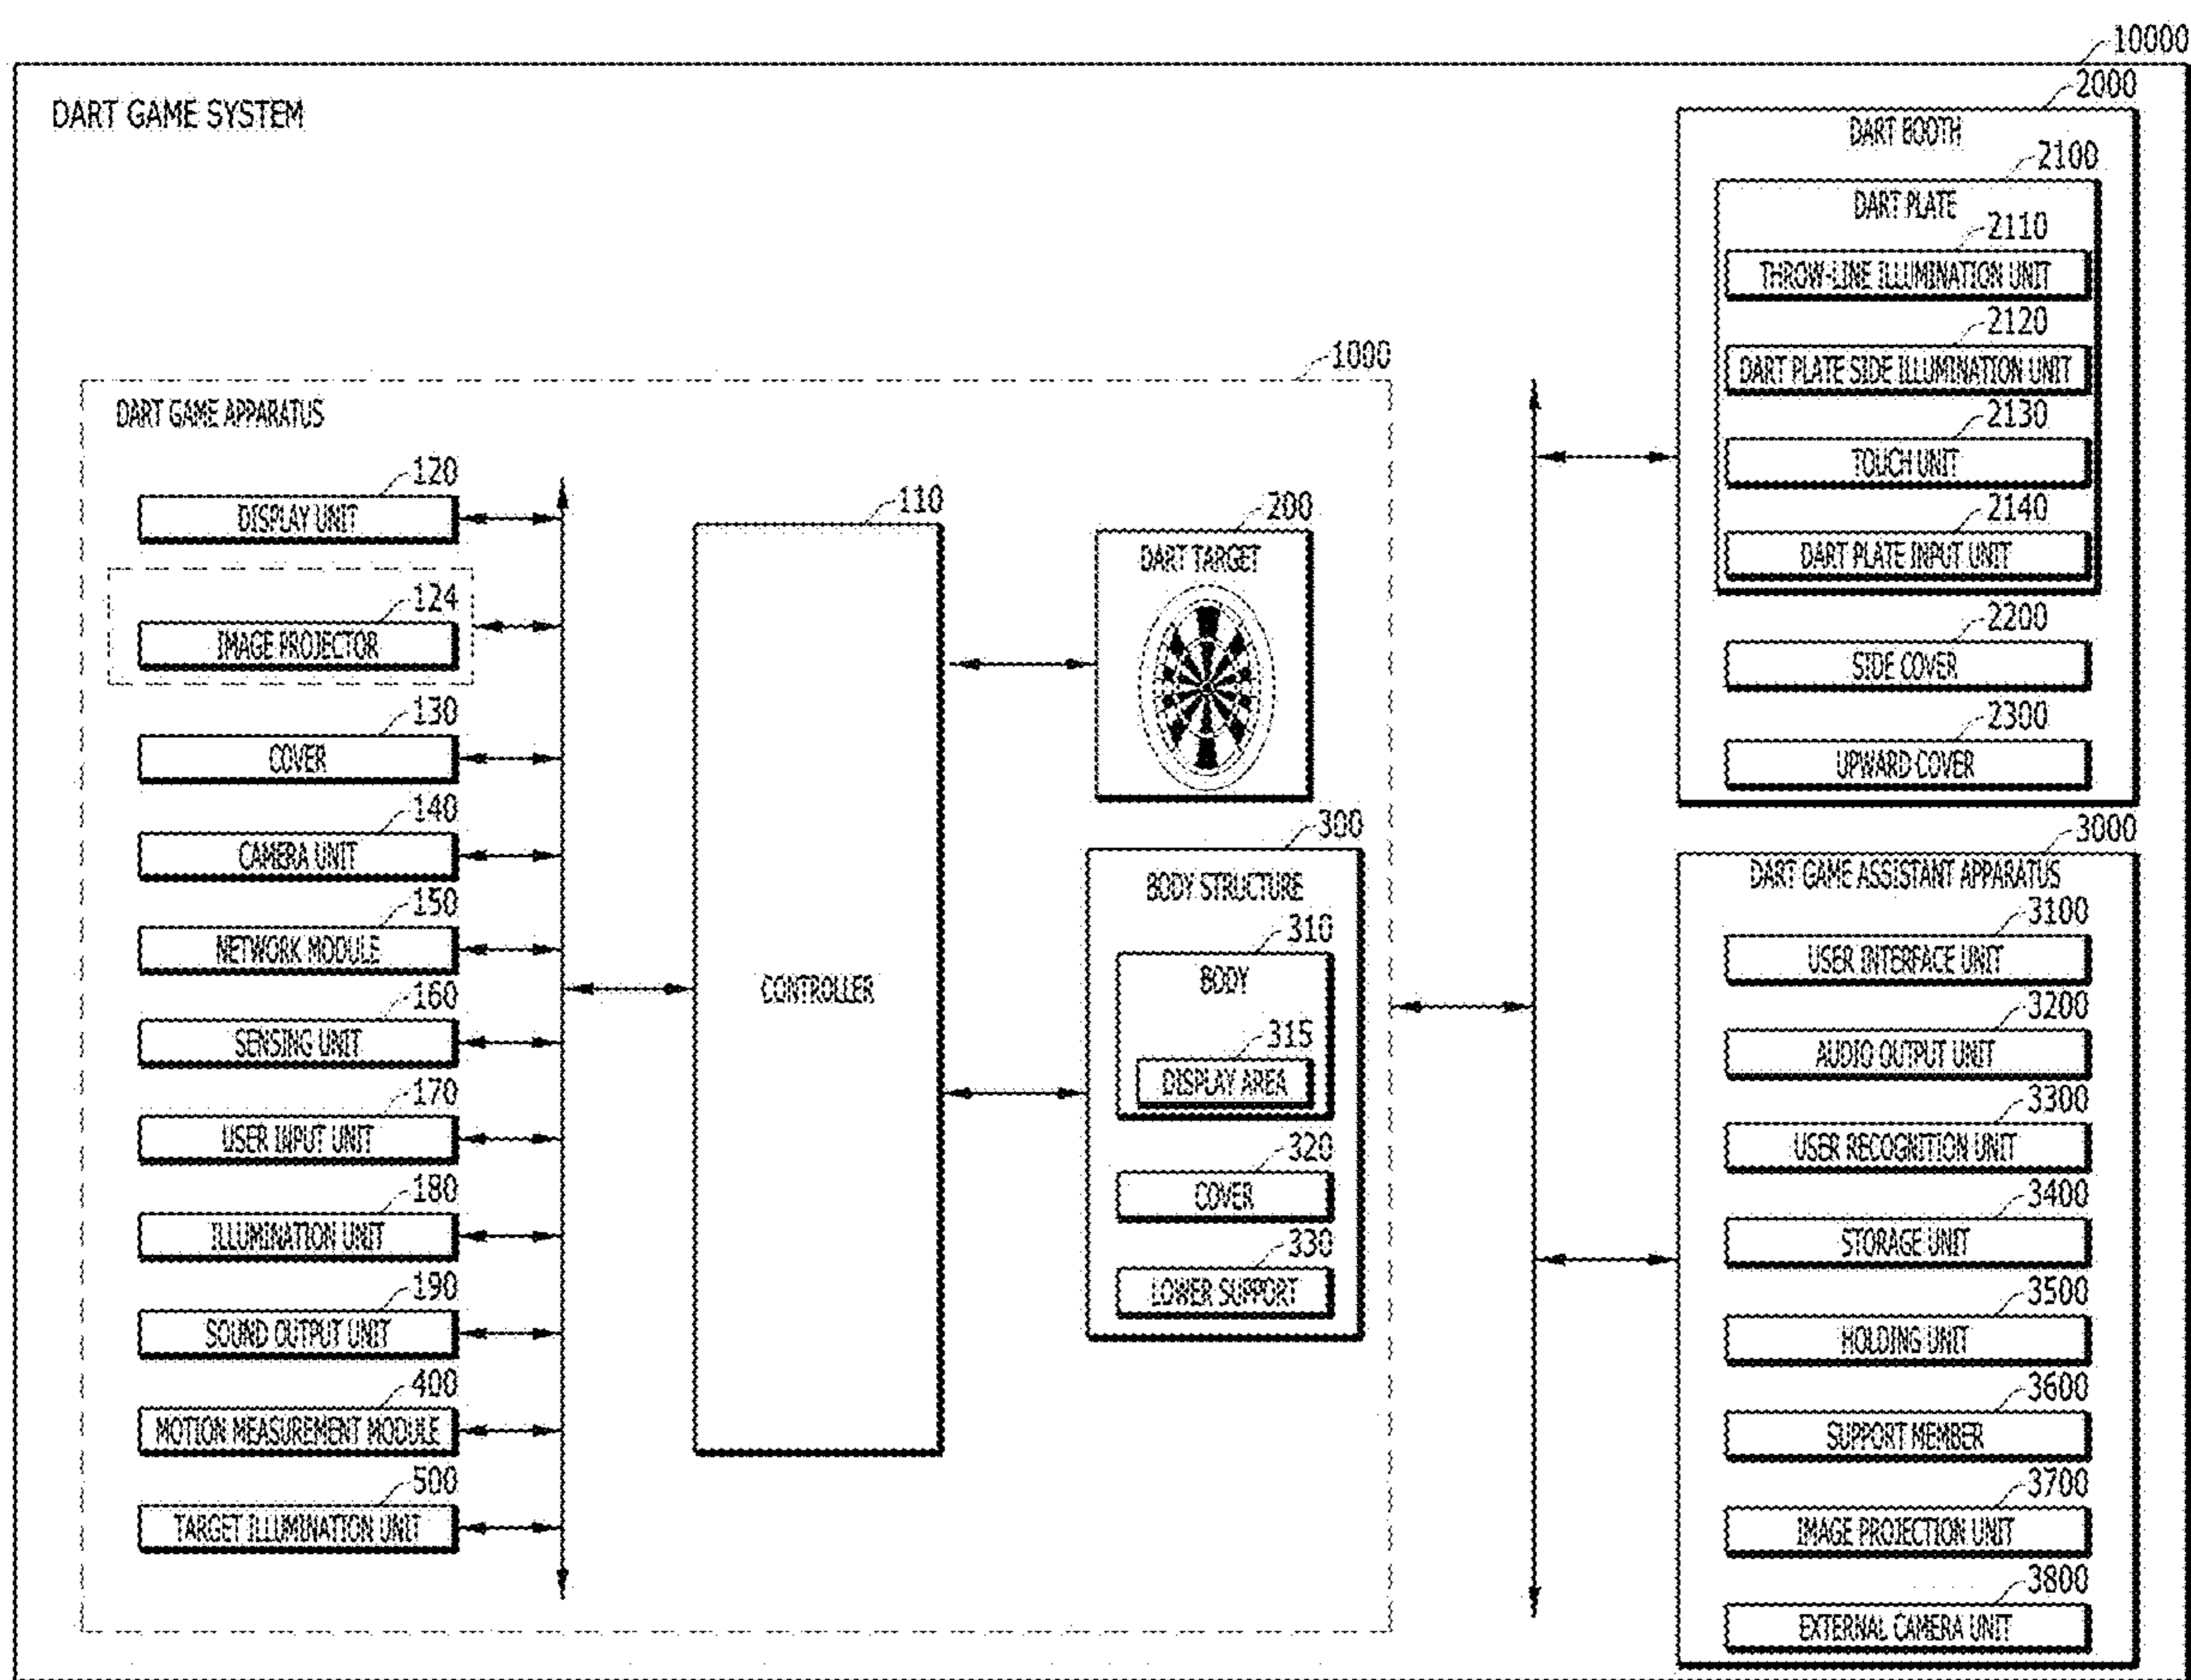 10000
DART GAME SYSTEM
2000
DART BOOTH
2100
DART PLATE
2110
THROW-LINE ILLUMINATION UNIT
2120
DART PLATE SIDE ILLUMINATION UNIT
2130
TOUCH UNIT
2140
DART PLATE INPUT UNIT
2200
SIDE COVER
2300
UPWARD COVER
1000
DART GAME APPARATUS
120
DISPLAY UNIT
124
IMAGE PROJECTOR
130
COVER
140
CAMERA UNIT
150
NETWORK MODULE
160
SENSING UNIT
170
USER INPUT UNIT
180
ILLUMINATION UNIT
190
SOUND OUTPUT UNIT
400
MOTION MEASUREMENT MODULE
500
TARGET ILLUMINATION UNIT
110
CONTROLLER
200
DART TARGET
300
BODY STRUCTURE
310
BODY
315
DISPLAY AREA
320
COVER
330
LOWER SUPPORT
3000
DART GAME ASSISTANT APPARATUS
3100
USER INTERFACE UNIT
3200
AUDIO OUTPUT UNIT
3300
USER RECOGNITION UNIT
3400
STORAGE UNIT
3500
HOLDING UNIT
3600
SUPPORT MEMBER
3700
IMAGE PROJECTION UNIT
3800
EXTERNAL CAMERA UNIT